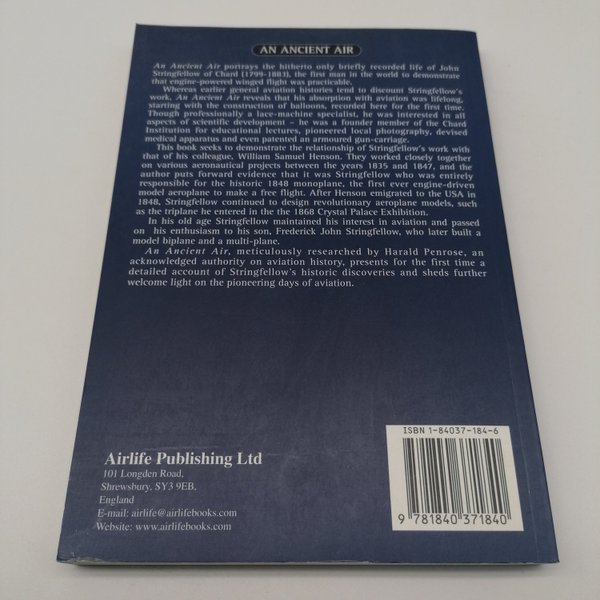 AN ANCIENT AIR
An Ancient Air portrays the hitherto only briefly recorded life of John
Stringfellow of Chard (1799-1883), the first man in the world to demonstrate
that engine-powered winged flight was practicable.
Whereas earlier general aviation histories tend to discount Stringfellow's
work, An Ancient Air reveals that his absorption with aviation was lifelong,
starting with the construction of balloons, recorded here for the first time.
Though professionally a lace-machine specialist, he was interested in all
aspects of scientific development – he was a founder member of the Chard
Institution for educational lectures, pioneered local photography, devised
medical apparatus and even patented an armoured gun-carriage.
This book seeks to demonstrate the relationship of Stringfellow's work with
that of his colleague, William Samuel Henson. They worked closely together
on various aeronautical projects between the years 1835 and 1847, and the
author puts forward evidence that it was Stringfellow who was entirely
responsible for the historic 1848 monoplane, the first ever engine-driven
model aeroplane to make a free flight. After Henson emigrated to the USA in
1848, Stringfellow continued to design revolutionary aeroplane models, such
as the triplane he entered in the the 1868 Crystal Palace Exhibition.
In his old age Stringfellow maintained his interest in aviation and passed
on his enthusiasm to his son, Frederick John Stringfellow, who later built a
model biplane and a multi-plane.
An Ancient Air, meticulously researched by Harald Penrose, an
acknowledged authority on aviation history, presents for the first time a
detailed account of Stringfellow's historic discoveries and sheds further
welcome light on the pioneering days of aviation.
Airlife Publishing Ltd
101 Longden Road,
Shrewsbury, SY3 9EB,
England
E-mail: airlife@airlifebooks.com
Website: www.airlifebooks.com
ISBN 1-84037-184-6
9 781840 371840